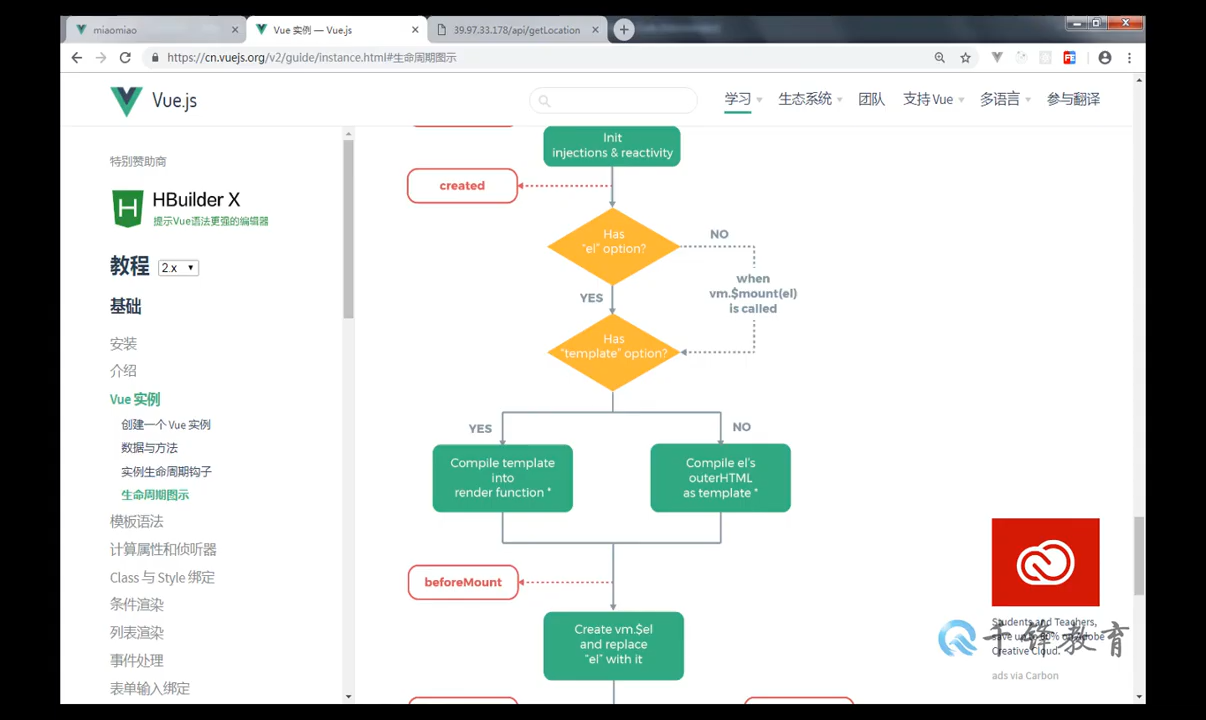 miaomiao
Vue 实例 — Vue.js
39.97.33.178/api/getLocation
https://cn.vuejs.org/v2/guide/instance.html#生命周期图示
Vue.js
学习
生态系统
团队
支持 Vue
多语言
参与翻译
特别赞助商
HBuilder X
提示Vue语法更强的编辑器
教程
2.x
基础
安装
介绍
Vue 实例
创建一个 Vue 实例
数据与方法
实例生命周期钩子
生命周期图示
模板语法
计算属性和侦听器
Class 与 Style 绑定
条件渲染
列表渲染
事件处理
表单输入绑定
Init
injections & reactivity
created
Has
"el" option?
NO
when
vm.$mount(el)
is called
YES
Has
"template" option?
YES
NO
Compile template
into
render function *
Compile el's
outerHTML
as template *
beforeMount
Create vm.$el
and replace
"el" with it
Students and Teachers,
save up to 60% on Adobe
Creative Cloud.
ads via Carbon
千锋教育